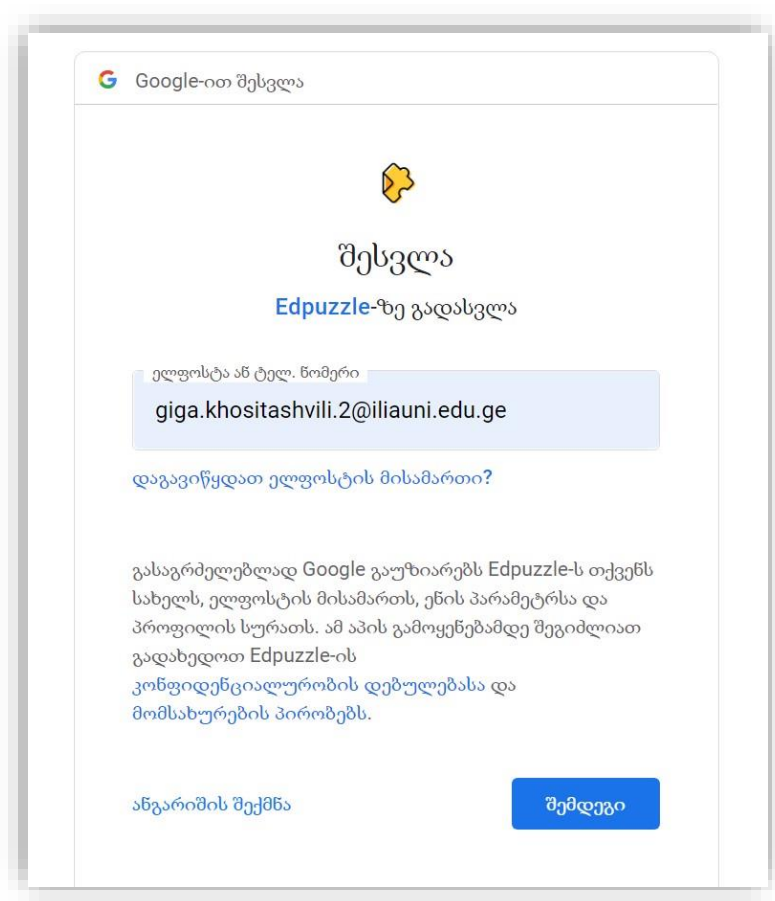 Google-ით შესვლა
შესვლა
Edpuzzle-ზე გადასვლა
ელფოსტა ან ტელ. ნომერი
giga.khositashvili.2@iliauni.edu.ge
დაგავიწყდათ ელფოსტის მისამართი?
გასაგრძელებლად Google გაუზიარებს Edpuzzle-ს თქვენს
სახელს, ელფოსტის მისამართს, ენის პარამეტრსა და
პროფილის სურათს. ამ აპის გამოყენებამდე შეგიძლიათ
გადახედოთ Edpuzzle-ის
კონფიდენციალურობის დებულებასა და
მომსახურების პირობებს.
ანგარიშის შექმნა
შემდეგი